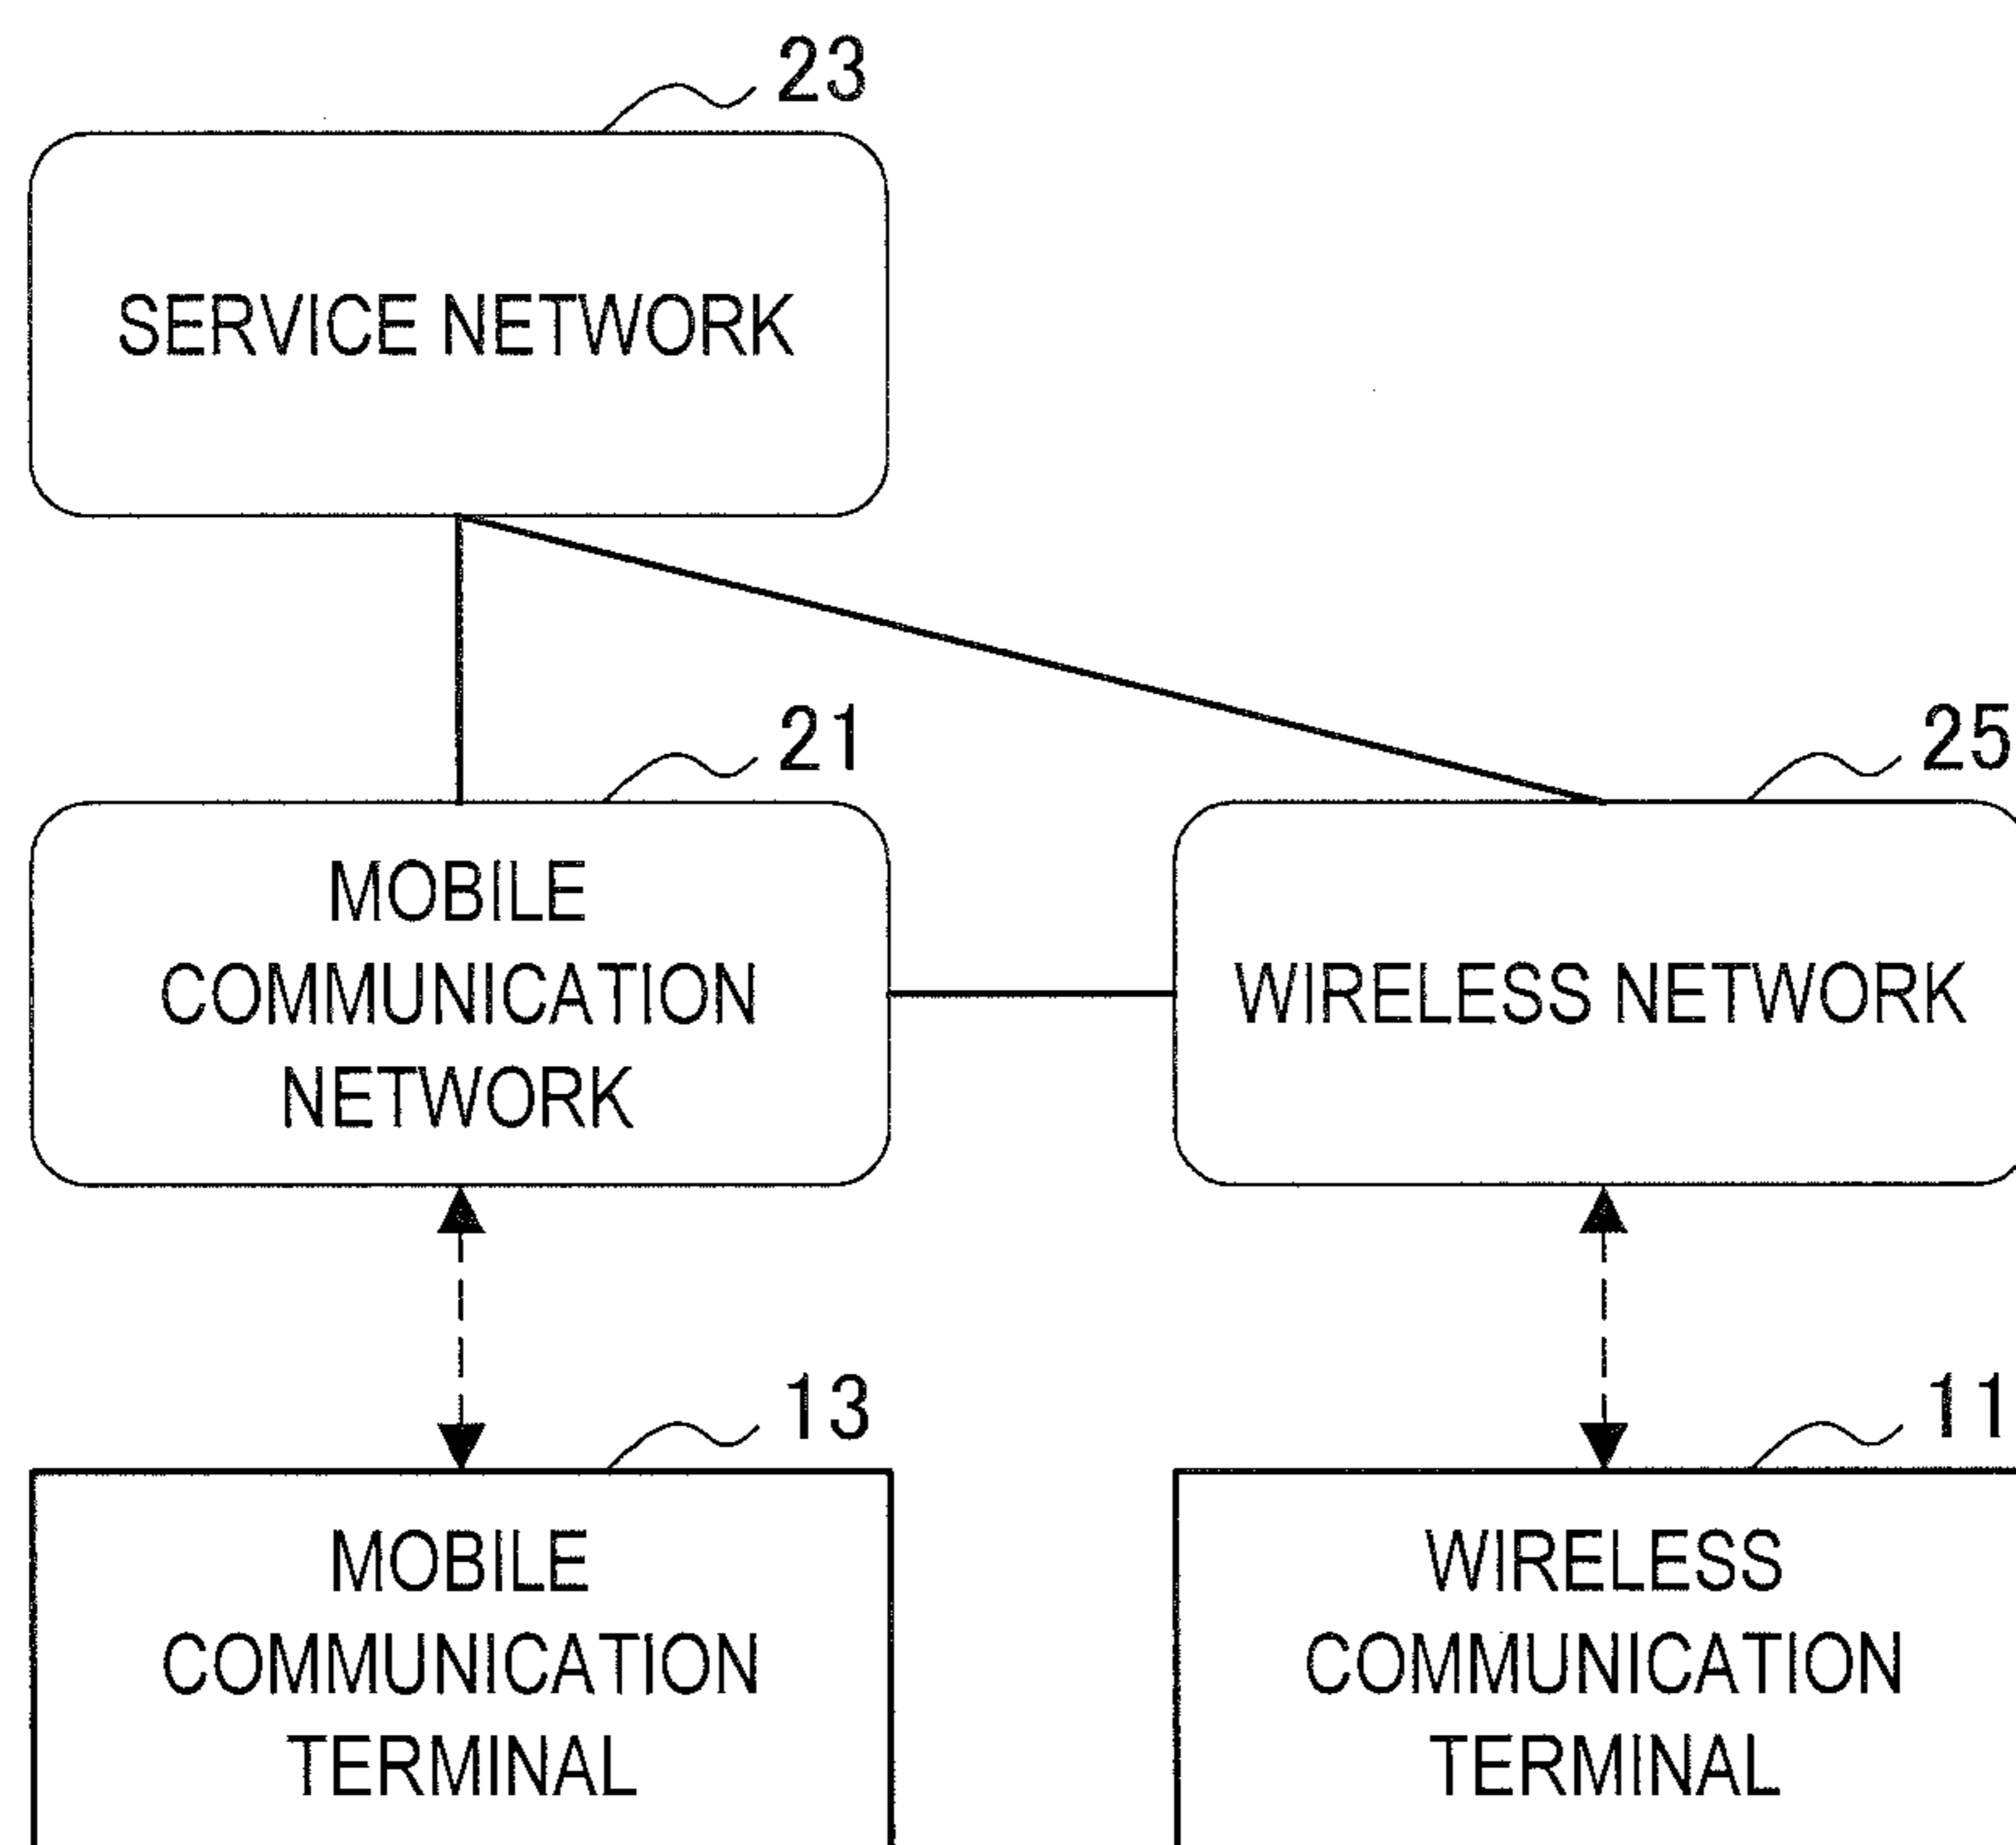 23
SERVICE NETWORK
21
25
MOBILE
COMMUNICATION
NETWORK
WIRELESS NETWORK
13
11
MOBILE
COMMUNICATION
TERMINAL
WIRELESS
COMMUNICATION
TERMINAL